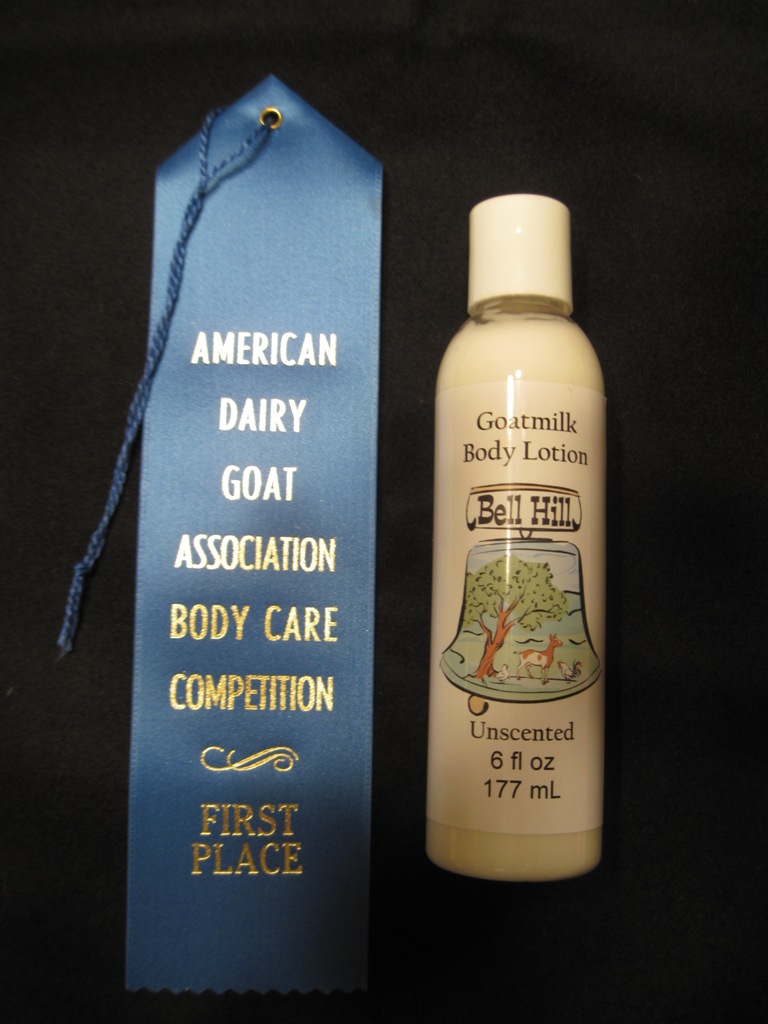 AMERICAN
DAIRY
GOAT
ASSOCIATION
BODY CARE
COMPETITION
FIRST
PLACE
Goatmilk
Body Lotion
Bell Hill
Unscented
6 fl oz
177 mL